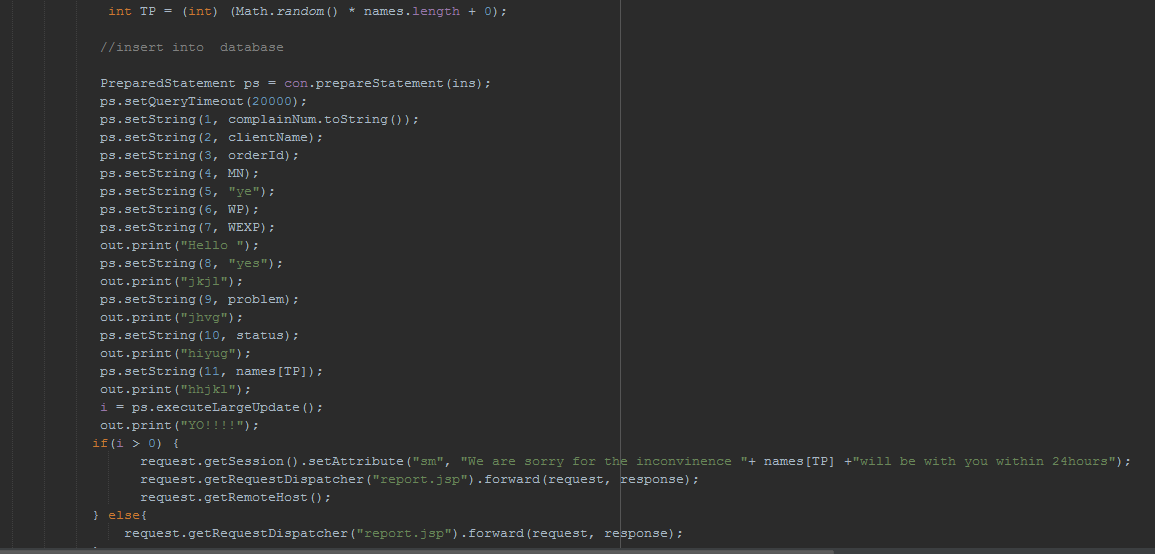 int TP = (int) (Math.random() * names.length + 0);
//insert into  database
PreparedStatement ps = con.prepareStatement(ins);
ps.setQueryTimeout(20000);
ps.setString(1, complainNum.toString());
ps.setString(2, clientName);
ps.setString(3, orderId);
ps.setString(4, MN);
ps.setString(5, "ye");
ps.setString(6, WP);
ps.setString(7, WEXP);
out.print("Hello ");
ps.setString(8, "yes");
out.print("jkjl");
ps.setString(9, problem);
out.print("jhvg");
ps.setString(10, status);
out.print("hiyug");
ps.setString(11, names[TP]);
out.print("hhjkl");
i = ps.executeLargeUpdate();
out.print("YO!!!!");
if(i > 0) {
request.getSession().setAttribute("sm", "We are sorry for the inconvinence "+ names[TP] +"will be with you within 24hours");
request.getRequestDispatcher("report.jsp").forward(request, response);
request.getRemoteHost();
} else{
request.getRequestDispatcher("report.jsp").forward(request, response);